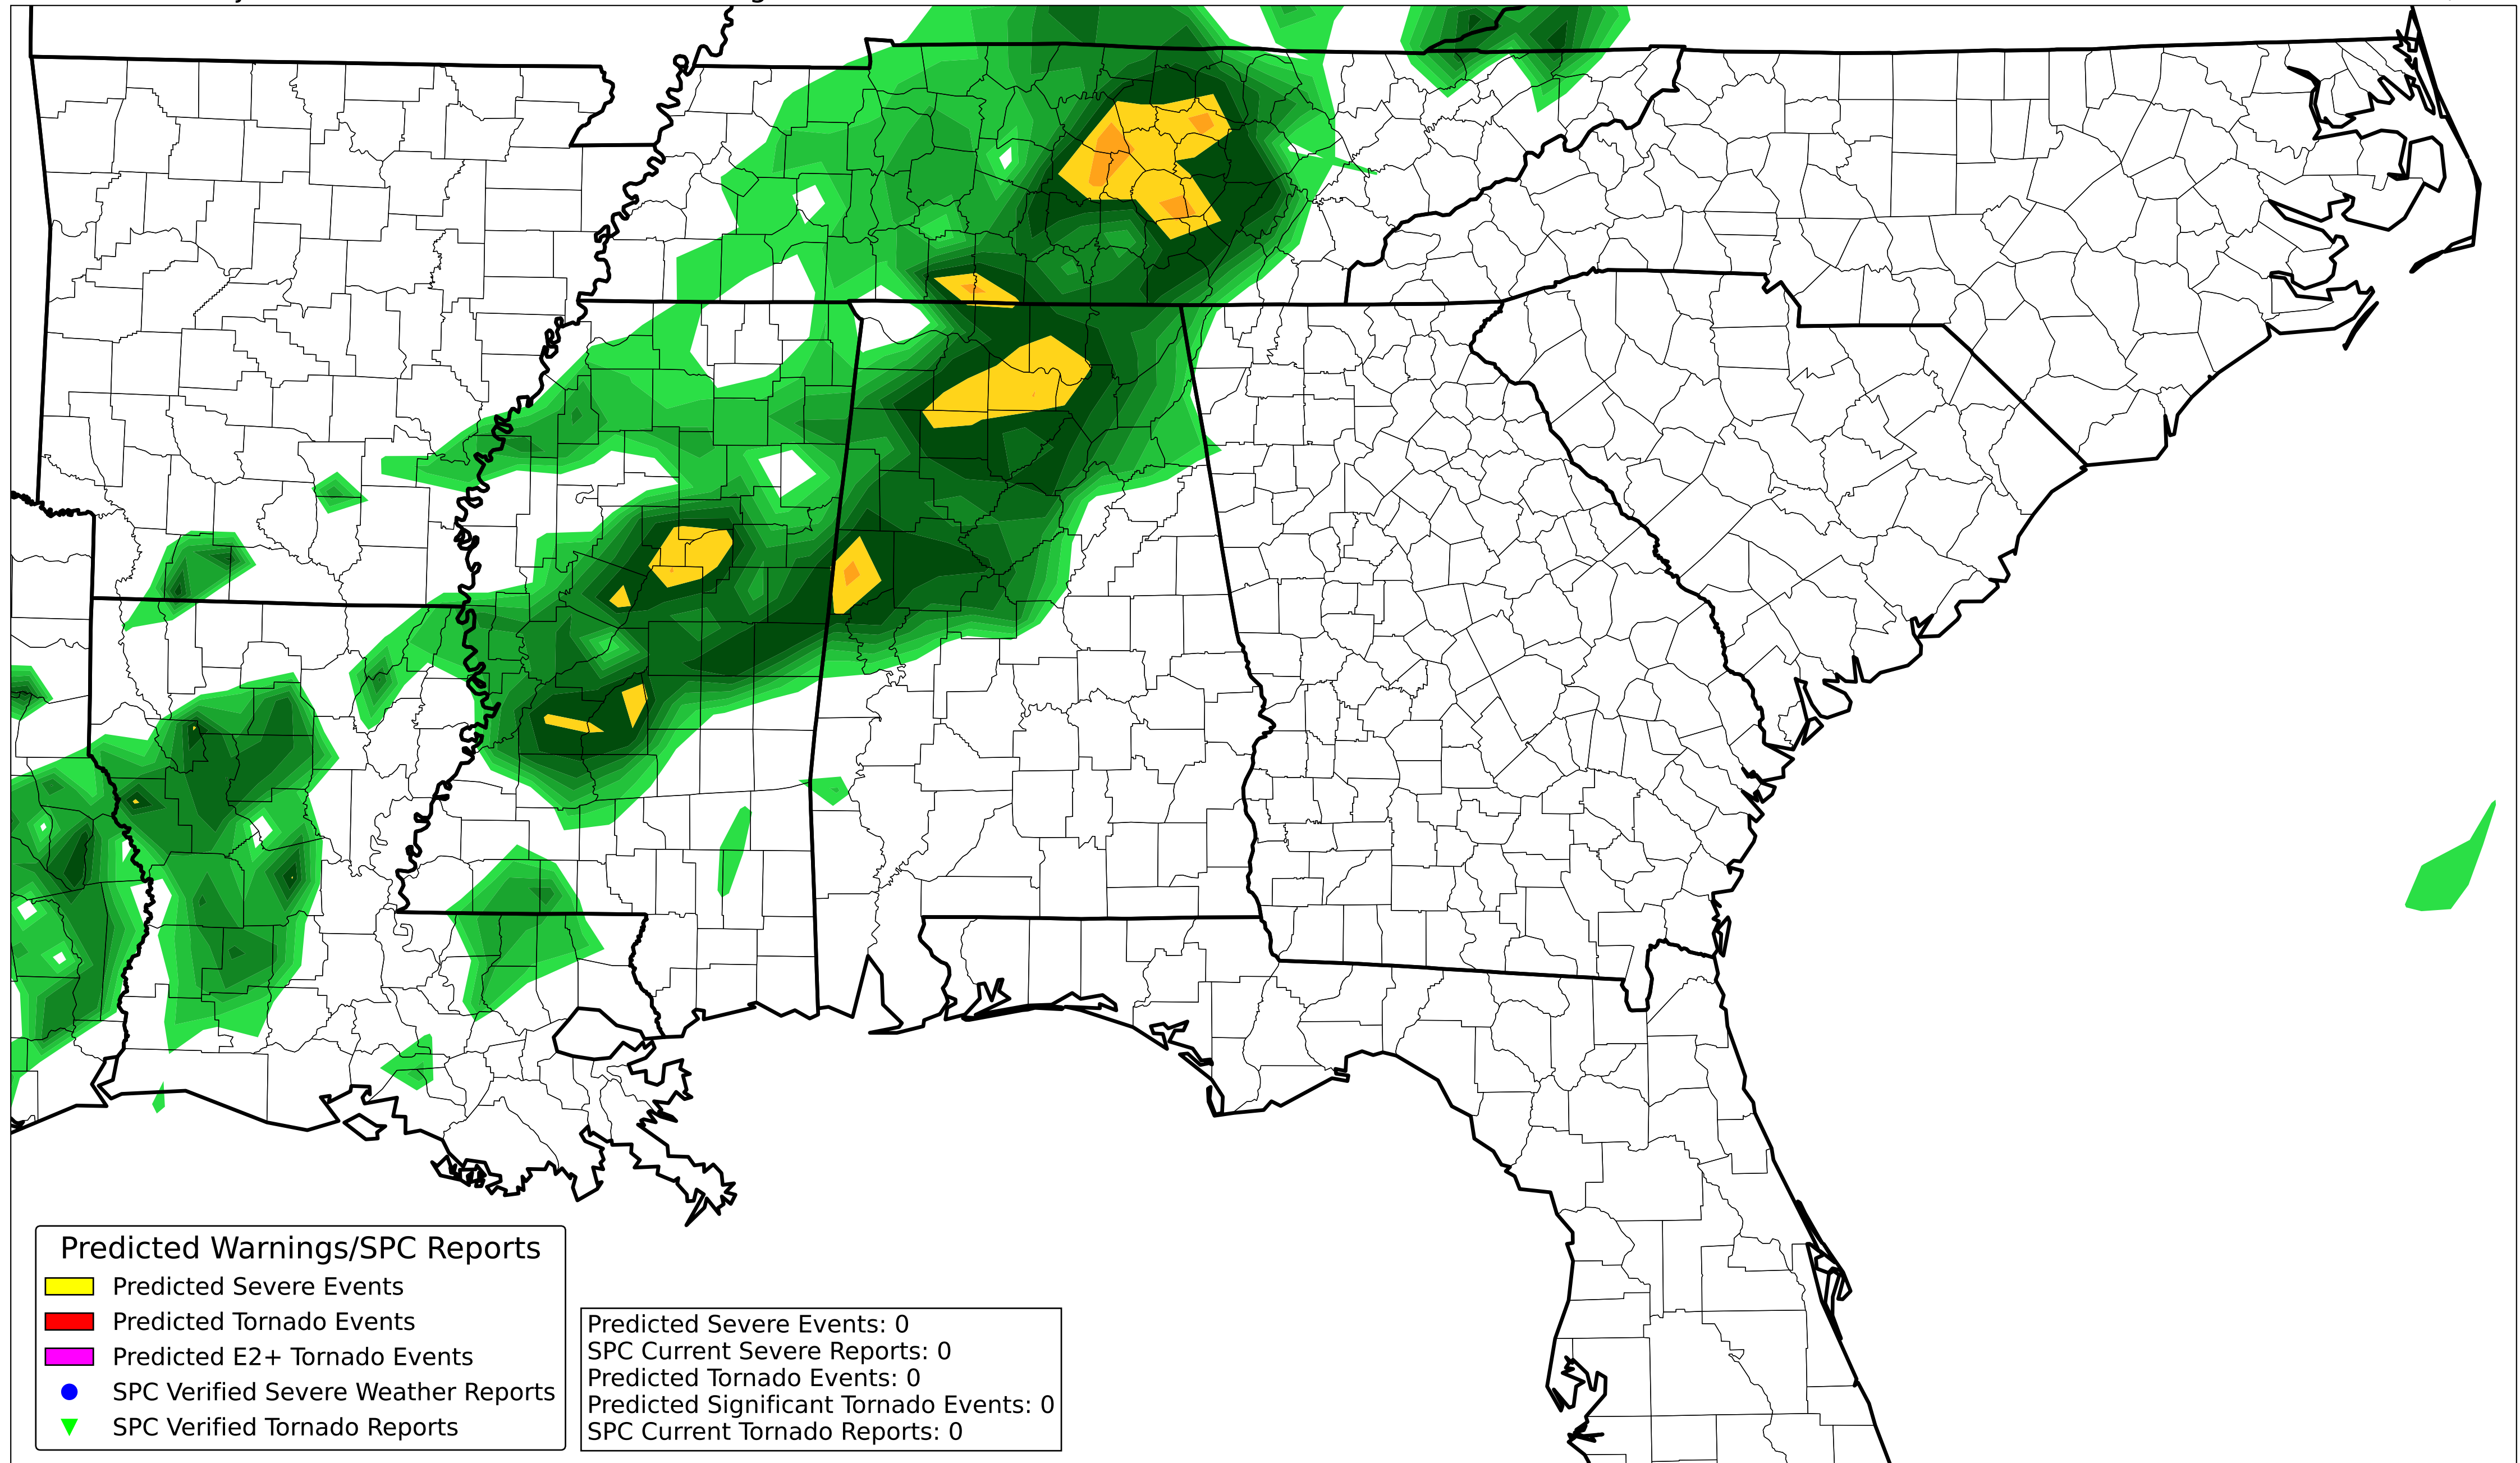 Predicted Warnings/SPC Reports
Predicted Severe Events
Predicted Tornado Events
Predicted E2+ Tornado Events
SPC Verified Severe Weather Reports
SPC Verified Tornado Reports
Predicted Severe Events: 0
SPC Current Severe Reports: 0
Predicted Tornado Events: 0
Predicted Significant Tornado Events: 0
SPC Current Tornado Reports: 0